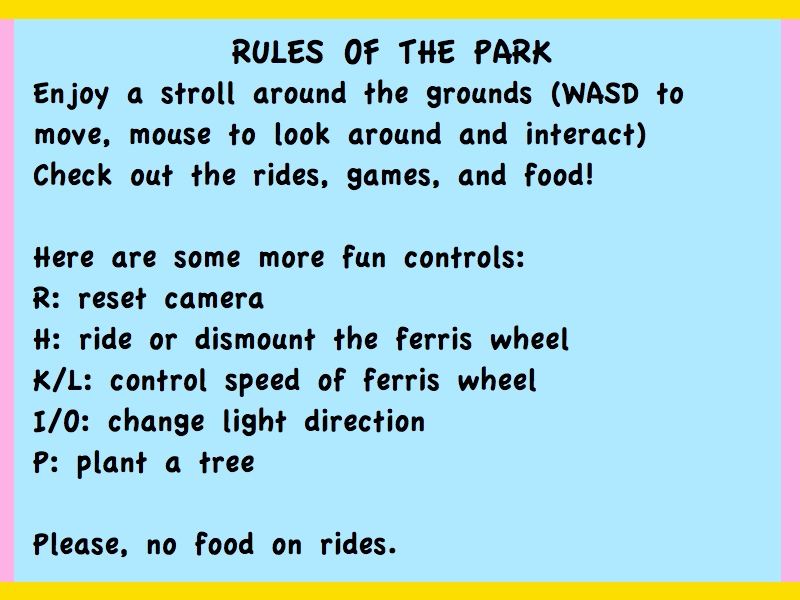 RULES OF THE PARK
Enjoy a stroll around the grounds (WASD to
move, mouse to look around and interact)
Check out the rides, games, and food!
Here are some more fun controls:
R: reset camera
H: ride or dismount the ferris wheel
K/L: control speed of ferris wheel
I/O: change light direction
P: plant a tree
Please, no food on rides.